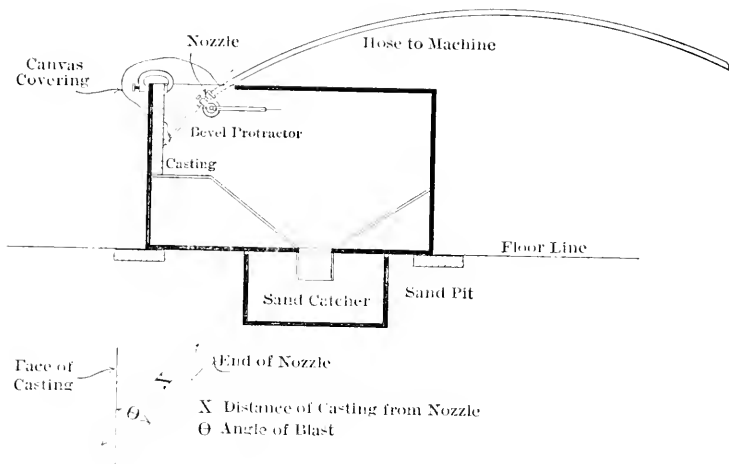 Nozzle
Hose to Machine
Canvas
Covering
Bevel Protractor
Casting
Floor Line
Sand Catcher
Sand Pit
Face of
Casting
End of Nozzle
X
θ
X Distance of Casting from Nozzle
θ Angle of Blast